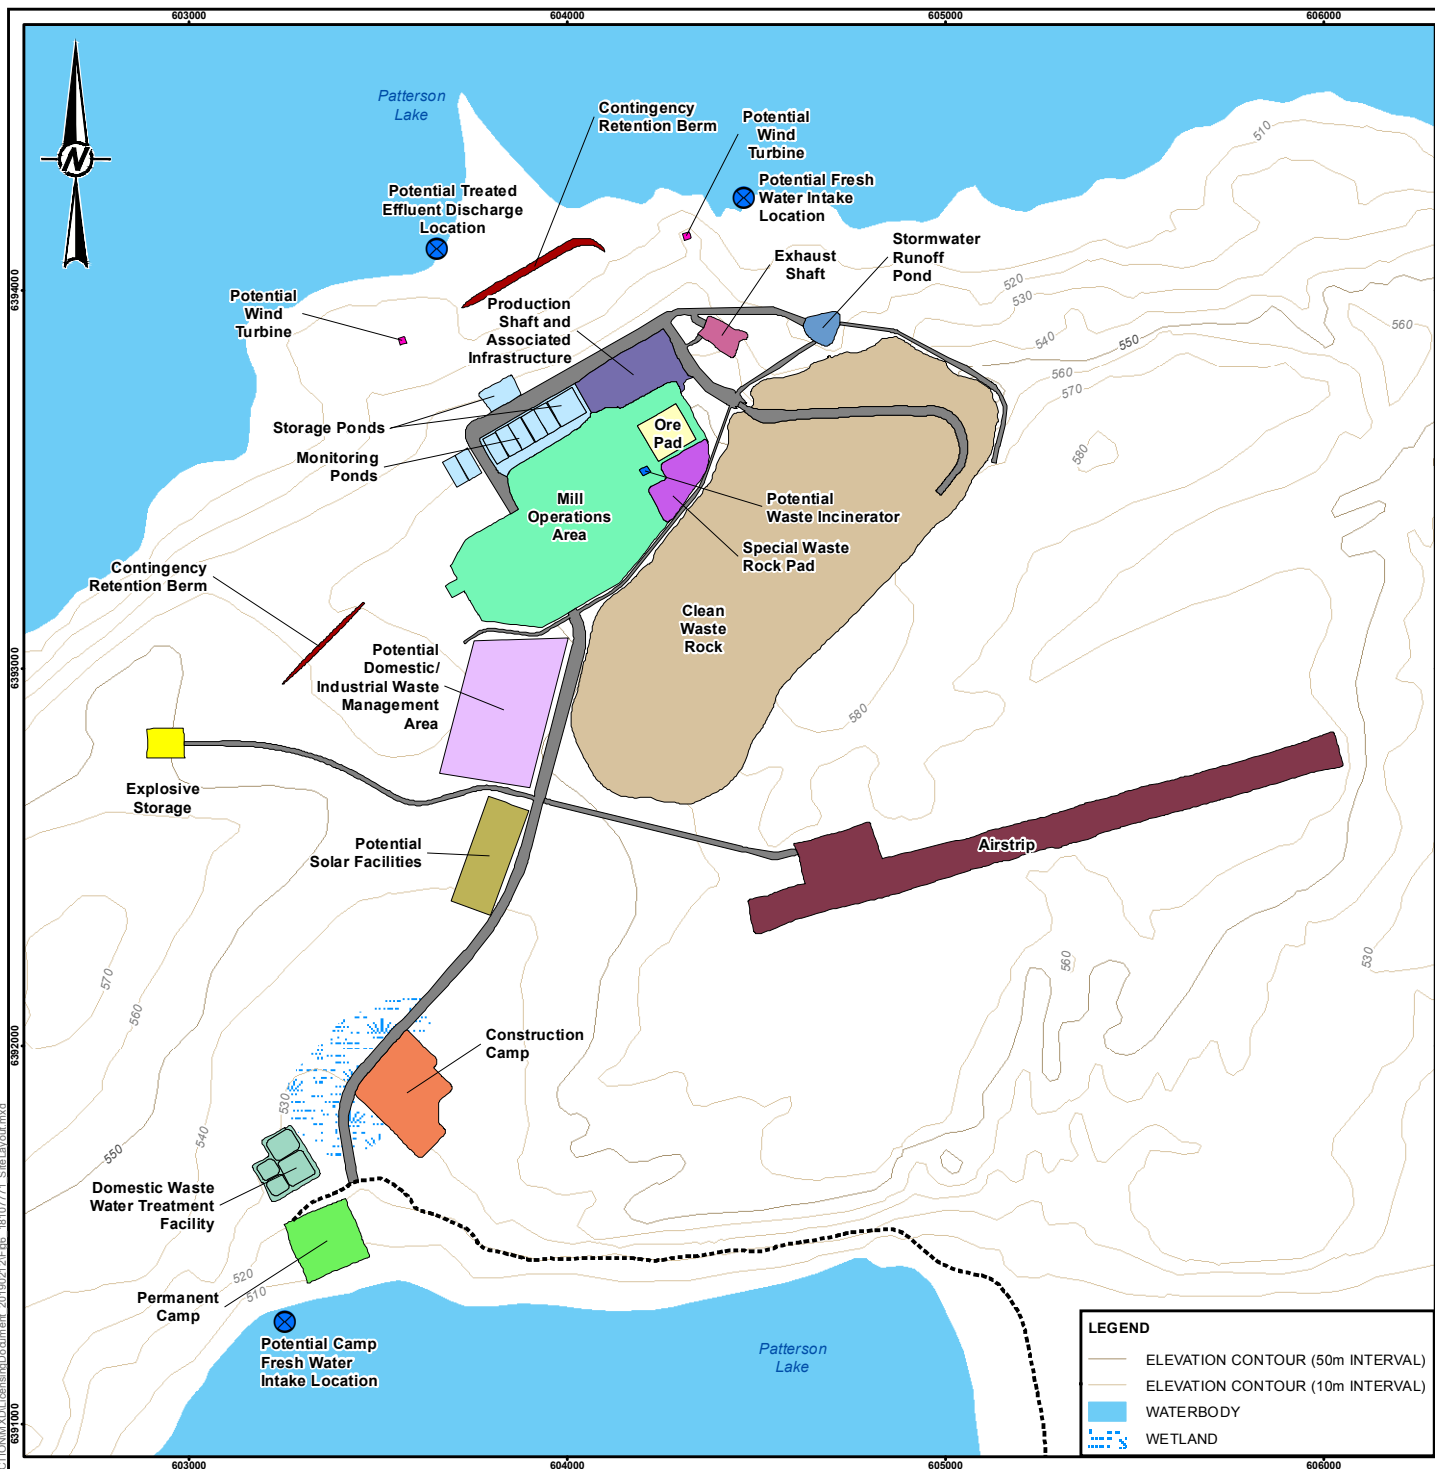 603000
604000
605000
606000
Patterson
Lake
Contingency
Retention Berm
Potential
Wind
Turbine
510
Potential Treated
Effluent Discharge
Location
Potential Fresh
Water Intake
Location
N
Stormwater
Runoff
Pond
Exhaust
Shaft
6394000
Potential
Wind
Turbine
Production
Shaft and
Associated
Infrastructure
520
530
540
550
560
560
570
580
Storage Ponds
Monitoring
Ponds
Ore
Pad
Mill
Operations
Area
Potential
Waste Incinerator
Special Waste
Rock Pad
Contingency
Retention Berm
Clean
Waste
Rock
6393000
Potential
Domestic/
Industrial Waste
Management
Area
580
Explosive
Storage
Potential
Solar Facilities
Airstrip
570
560
560
530
6392000
Construction
Camp
530
540
550
Domestic Waste
Water Treatment
Facility
520
510
Permanent
Camp
Potential Camp
Fresh Water
Intake Location
Patterson
Lake
6391000
LEGEND
ELEVATION CONTOUR (50m INTERVAL)
ELEVATION CONTOUR (10m INTERVAL)
WATERBODY
WETLAND
603000
604000
605000
606000